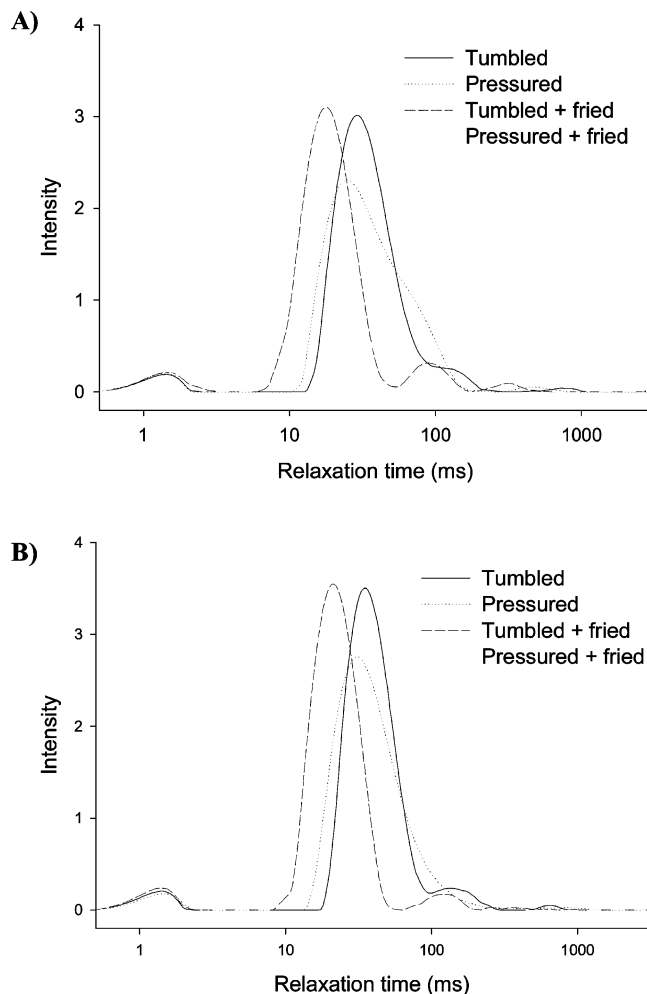 A)
4
3
2
1
0
Intensity
Tumbled
Pressured
Tumbled + fried
Pressured + fried
1 10 100 1000
Relaxation time (ms)
B)
4
3
2
1
0
Intensity
Tumbled
Pressured
Tumbled + fried
Pressured + fried
1 10 100 1000
Relaxation time (ms)